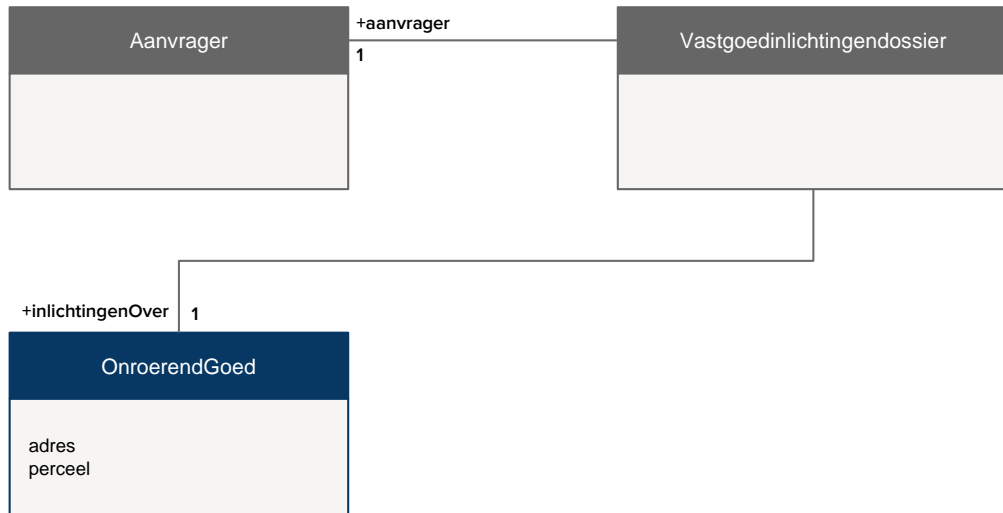 Aanvrager
+aanvrager
1
Vastgoedinlichtingendossier
+inlichtingenOver
1
OnroerendGoed
adres
perceel